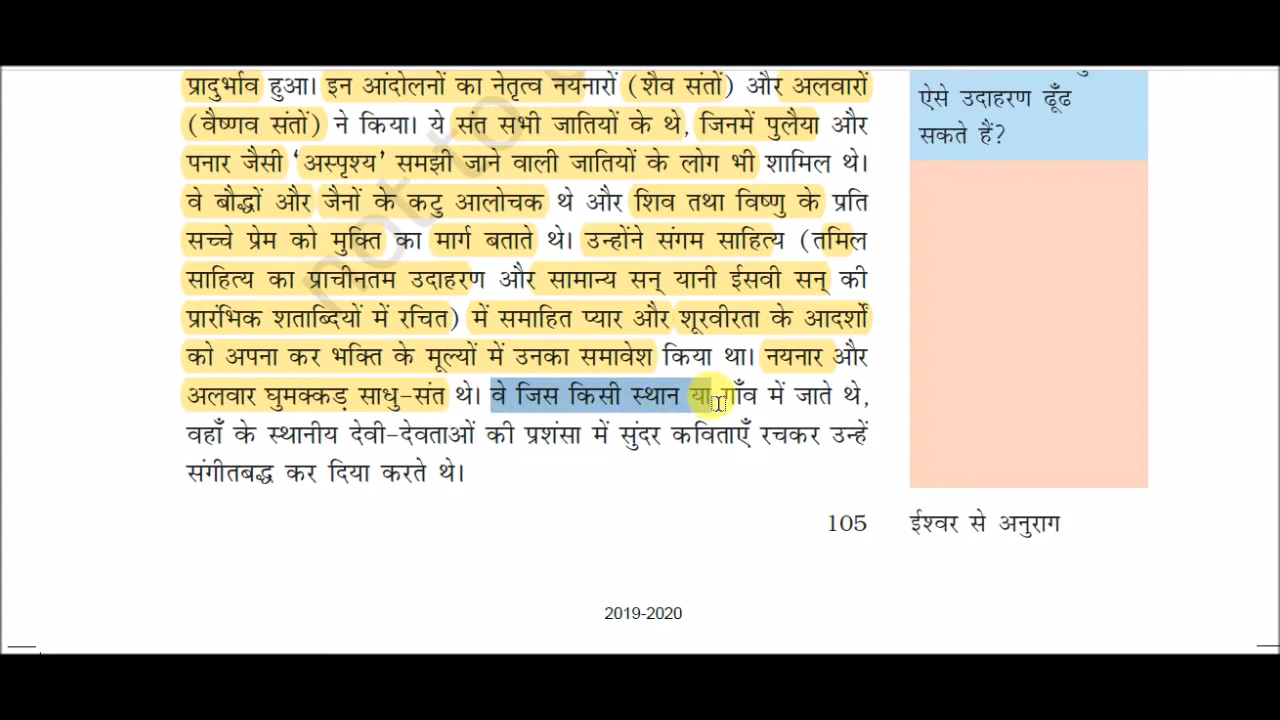 प्रादुर्भाव हुआ। इन आंदोलनों का नेतृत्व नयनारों (शैव संतों) और अलवारों
(वैष्णव संतों) ने किया। ये संत सभी जातियों के थे, जिनमें पुलैया और
पनार जैसी ‘अस्पृश्य’ समझी जाने वाली जातियों के लोग भी शामिल थे।
वे बौद्धों और जैनों के कटु आलोचक थे और शिव तथा विष्णु के प्रति
सच्चे प्रेम को मुक्ति का मार्ग बताते थे। उन्होंने संगम साहित्य (तमिल
साहित्य का प्राचीनतम उदाहरण और सामान्य सन् यानी ईसवी सन् की
प्रारंभिक शताब्दियों में रचित) में समाहित प्यार और शूरवीरता के आदर्शों
को अपना कर भक्ति के मूल्यों में उनका समावेश किया था। नयनार और
अलवार घुमक्कड़ साधु-संत थे। वे जिस किसी स्थान या गाँव में जाते थे,
वहाँ के स्थानीय देवी-देवताओं की प्रशंसा में सुंदर कविताएँ रचकर उन्हें
संगीतबद्ध कर दिया करते थे।
ऐसे उदाहरण ढूँढ
सकते हैं?
105 ईश्वर से अनुराग
2019-2020
not to